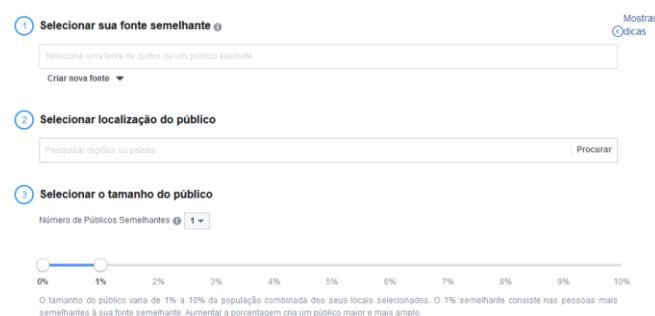 1 Selecionar sua fonte semelhante
Mostrar dicas
Selecione uma fonte de dados ou um público existente
Criar nova fonte
2 Selecionar localização do público
Pesquisar regiões ou países
Procurar
3 Selecionar o tamanho do público
Número de Públicos Semelhantes 1
0% 1% 2% 3% 4% 5% 6% 7% 8% 9% 10%
O tamanho do público varia de 1% a 10% da população combinada dos seus locais selecionados. O 1% semelhante consiste nas pessoas mais
semelhantes à sua fonte semelhante. Aumentar a porcentagem cria um público maior e mais amplo.